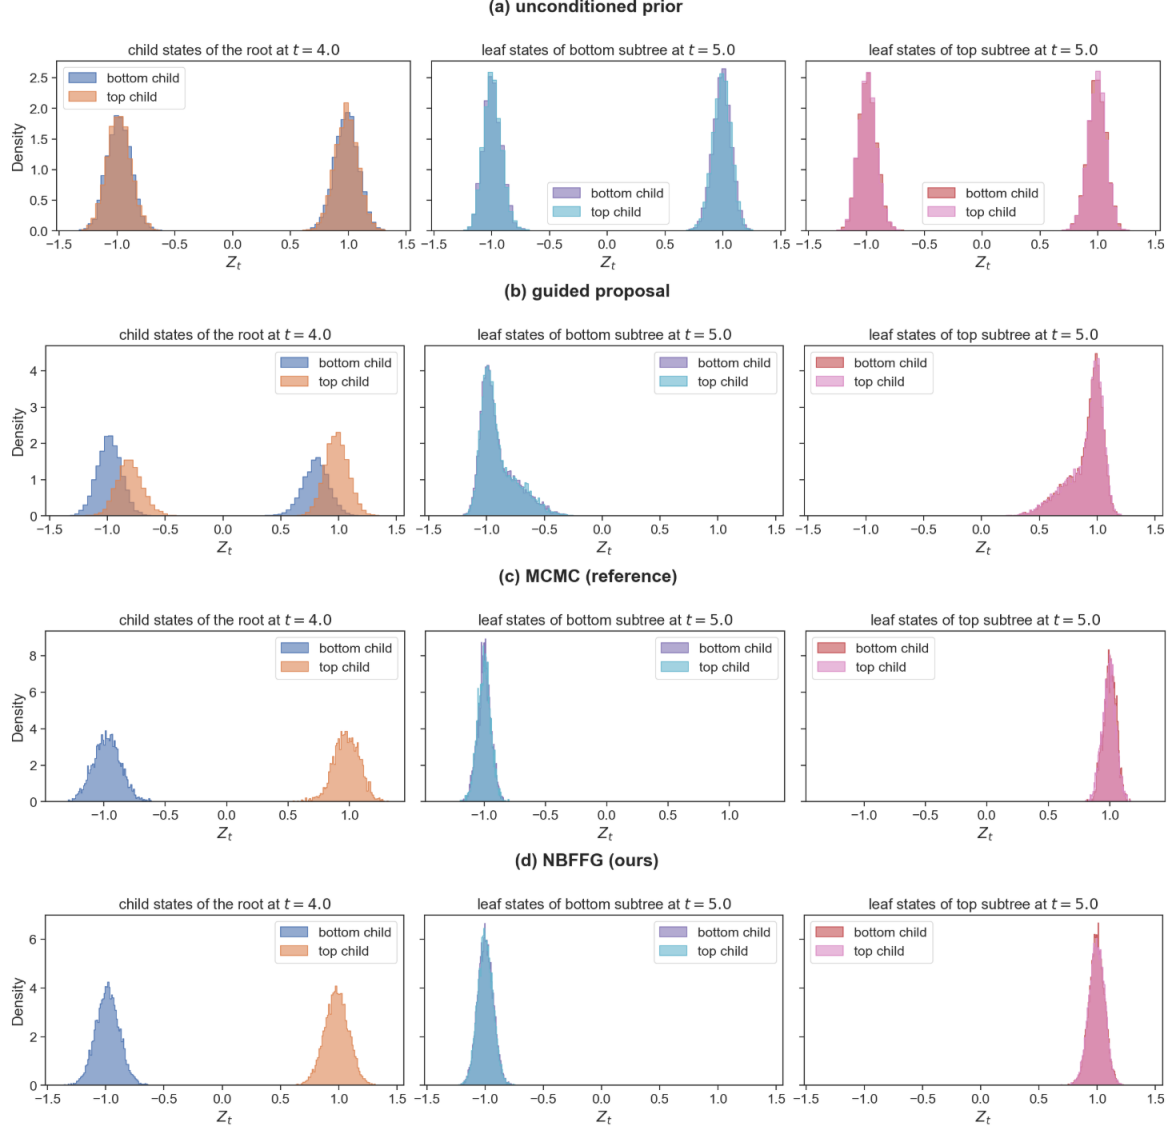 (a) unconditioned prior
child states of the root at t = 4.0
leaf states of bottom subtree at t = 5.0
leaf states of top subtree at t = 5.0
Density
2.5
2.0
1.5
1.0
0.5
0.0
bottom child
top child
bottom child
top child
bottom child
top child
−1.5 −1.0 −0.5 0.0 0.5 1.0 1.5
−1.5 −1.0 −0.5 0.0 0.5 1.0 1.5
−1.5 −1.0 −0.5 0.0 0.5 1.0 1.5
Zt
Zt
Zt
(b) guided proposal
child states of the root at t = 4.0
leaf states of bottom subtree at t = 5.0
leaf states of top subtree at t = 5.0
Density
4
3
2
1
0
bottom child
top child
bottom child
top child
bottom child
top child
−1.5 −1.0 −0.5 0.0 0.5 1.0 1.5
−1.5 −1.0 −0.5 0.0 0.5 1.0 1.5
−1.5 −1.0 −0.5 0.0 0.5 1.0 1.5
Zt
Zt
Zt
(c) MCMC (reference)
child states of the root at t = 4.0
leaf states of bottom subtree at t = 5.0
leaf states of top subtree at t = 5.0
Density
8
6
4
2
0
bottom child
top child
bottom child
top child
bottom child
top child
−1.0 −0.5 0.0 0.5 1.0
−1.0 −0.5 0.0 0.5 1.0
−1.0 −0.5 0.0 0.5 1.0
Zt
Zt
Zt
(d) NBFFG (ours)
child states of the root at t = 4.0
leaf states of bottom subtree at t = 5.0
leaf states of top subtree at t = 5.0
Density
6
4
2
0
bottom child
top child
bottom child
top child
bottom child
top child
−1.5 −1.0 −0.5 0.0 0.5 1.0 1.5
−1.5 −1.0 −0.5 0.0 0.5 1.0 1.5
−1.5 −1.0 −0.5 0.0 0.5 1.0 1.5
Zt
Zt
Zt